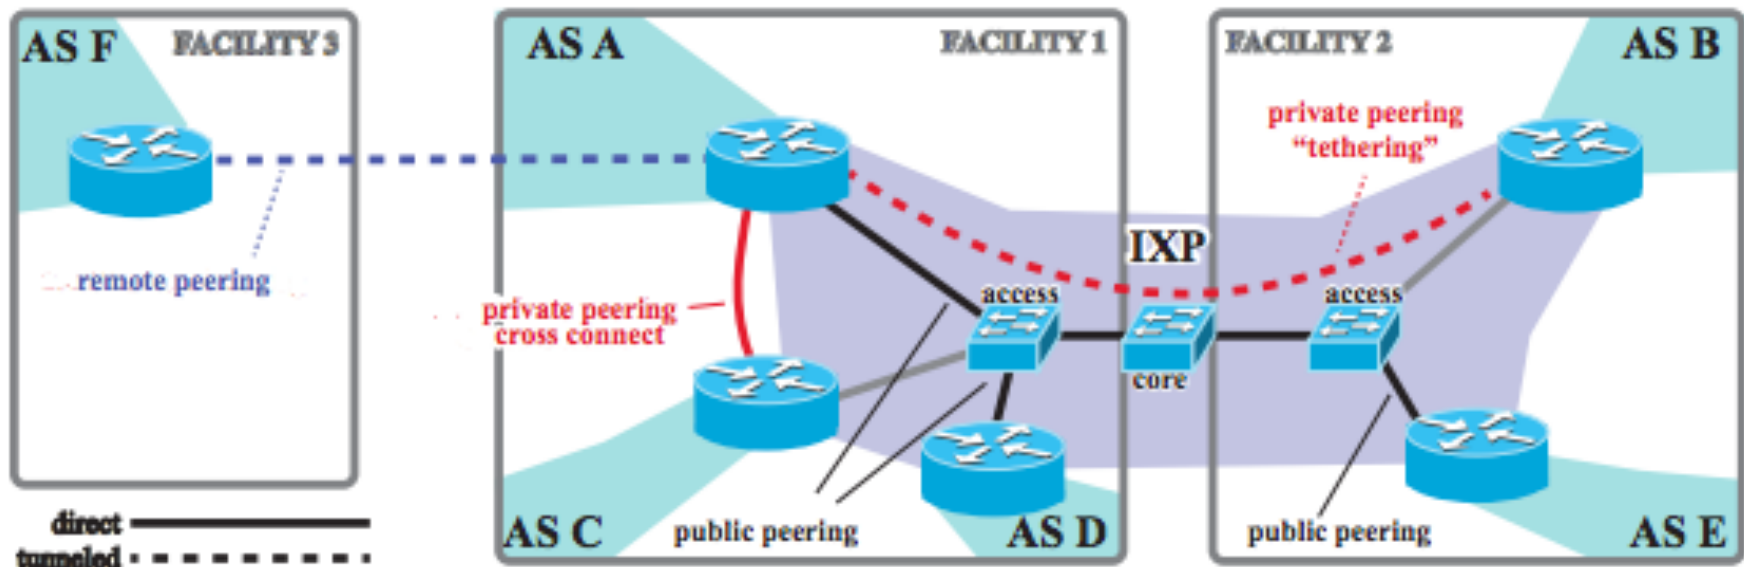 AS F
FACILITY 3
AS A
FACILITY 1
FACILITY 2
AS B
private peering
“tethering”
IXP
remote peering
access
access
private peering
cross connect
core
direct
tunneled
AS C
public peering
AS D
public peering
AS E